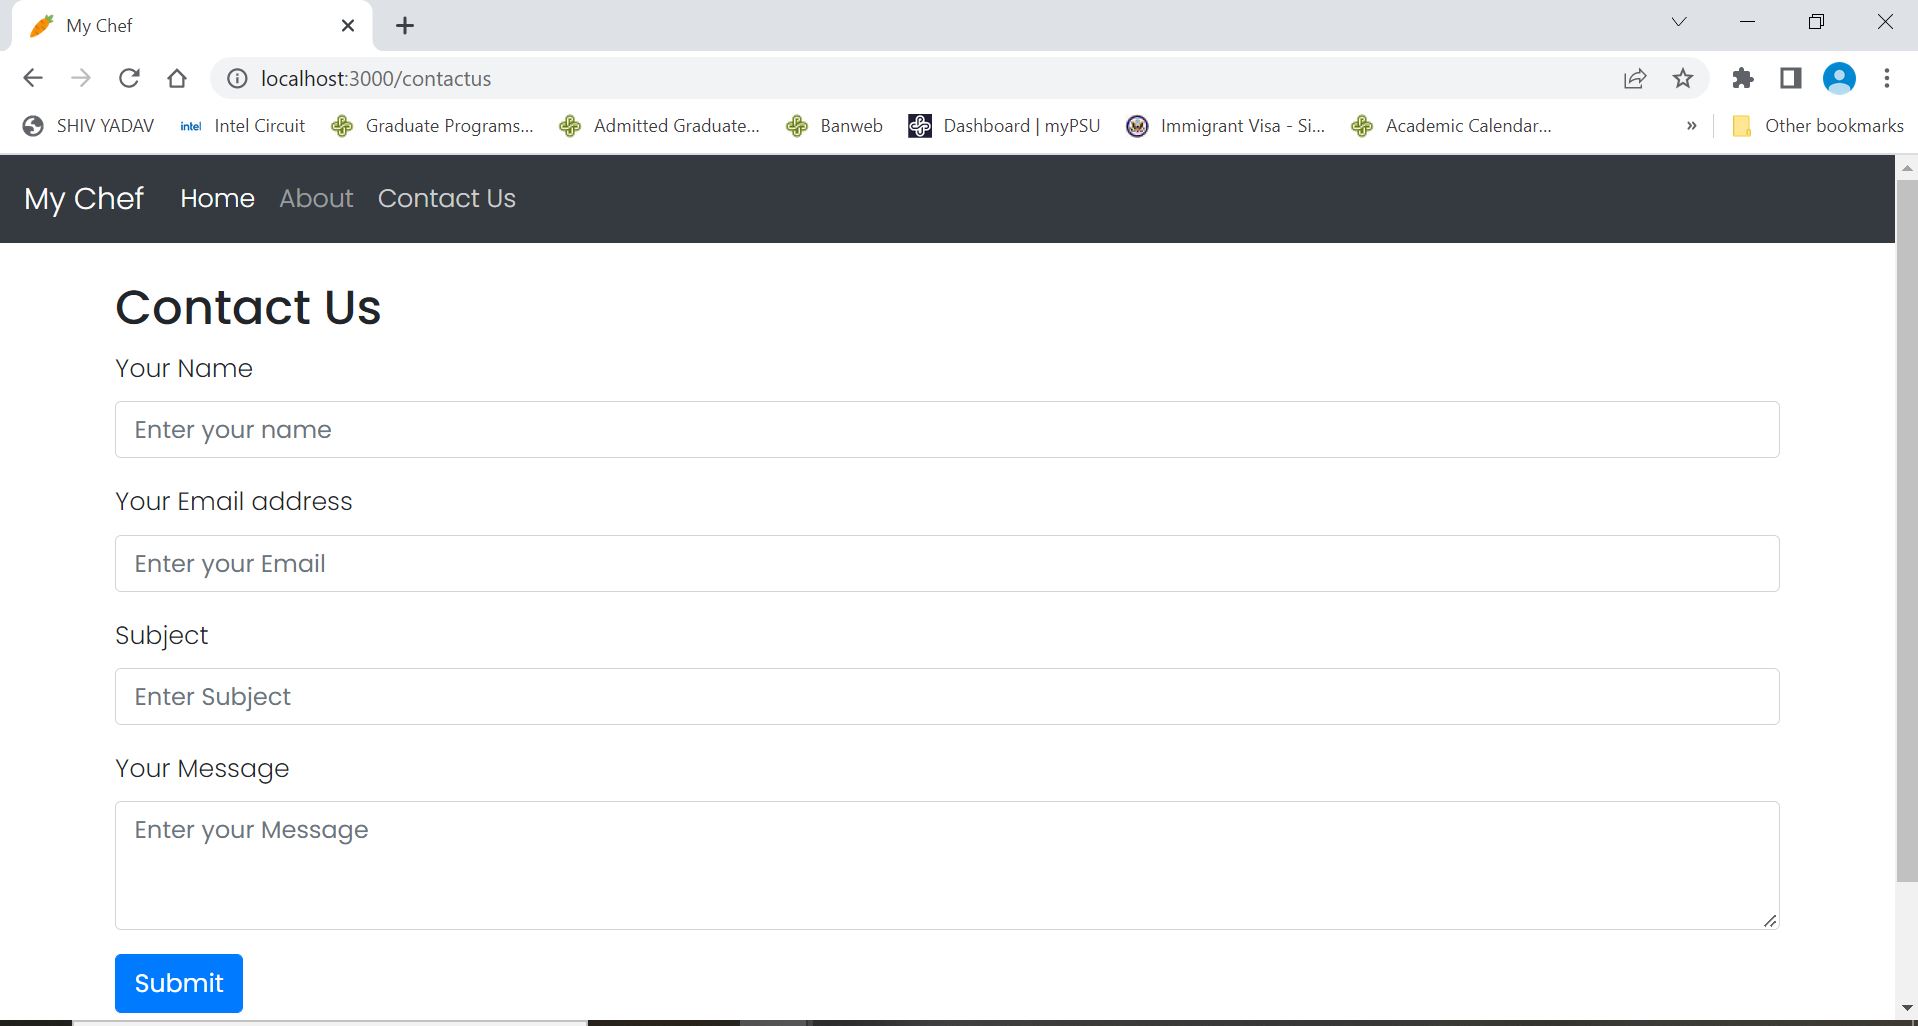 My Chef
localhost:3000/contactus
SHIV YADAV intel Intel Circuit Graduate Programs... Admitted Graduate... Banweb Dashboard | myPSU Immigrant Visa - Si... Academic Calendar... » Other bookmarks
My Chef Home About Contact Us
Contact Us
Your Name
Enter your name
Your Email address
Enter your Email
Subject
Enter Subject
Your Message
Enter your Message
Submit